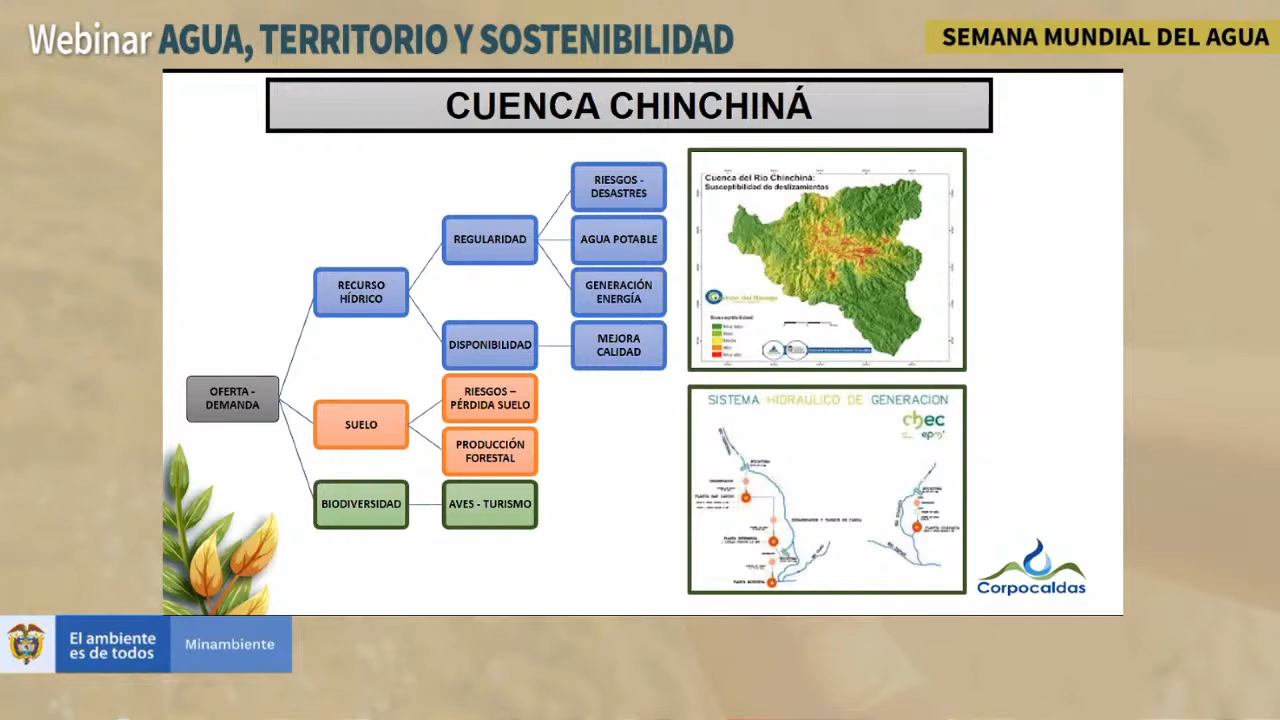 Webinar AGUA, TERRITORIO Y SOSTENIBILIDAD
SEMANA MUNDIAL DEL AGUA
CUENCA CHINCHINÁ
OFERTA -
DEMANDA
RECURSO
HÍDRICO
REGULARIDAD
RIESGOS -
DESASTRES
AGUA POTABLE
GENERACIÓN
ENERGÍA
DISPONIBILIDAD
MEJORA
CALIDAD
SUELO
RIESGOS –
PÉRDIDA SUELO
PRODUCCIÓN
FORESTAL
BIODIVERSIDAD
AVES - TURISMO
Cuenca del Río Chinchiná:
Susceptibilidad de deslizamientos
SISTEMA HIDRAULICO DE GENERACION
chec
epm
Corpocaldas
El ambiente
es de todos
Minambiente